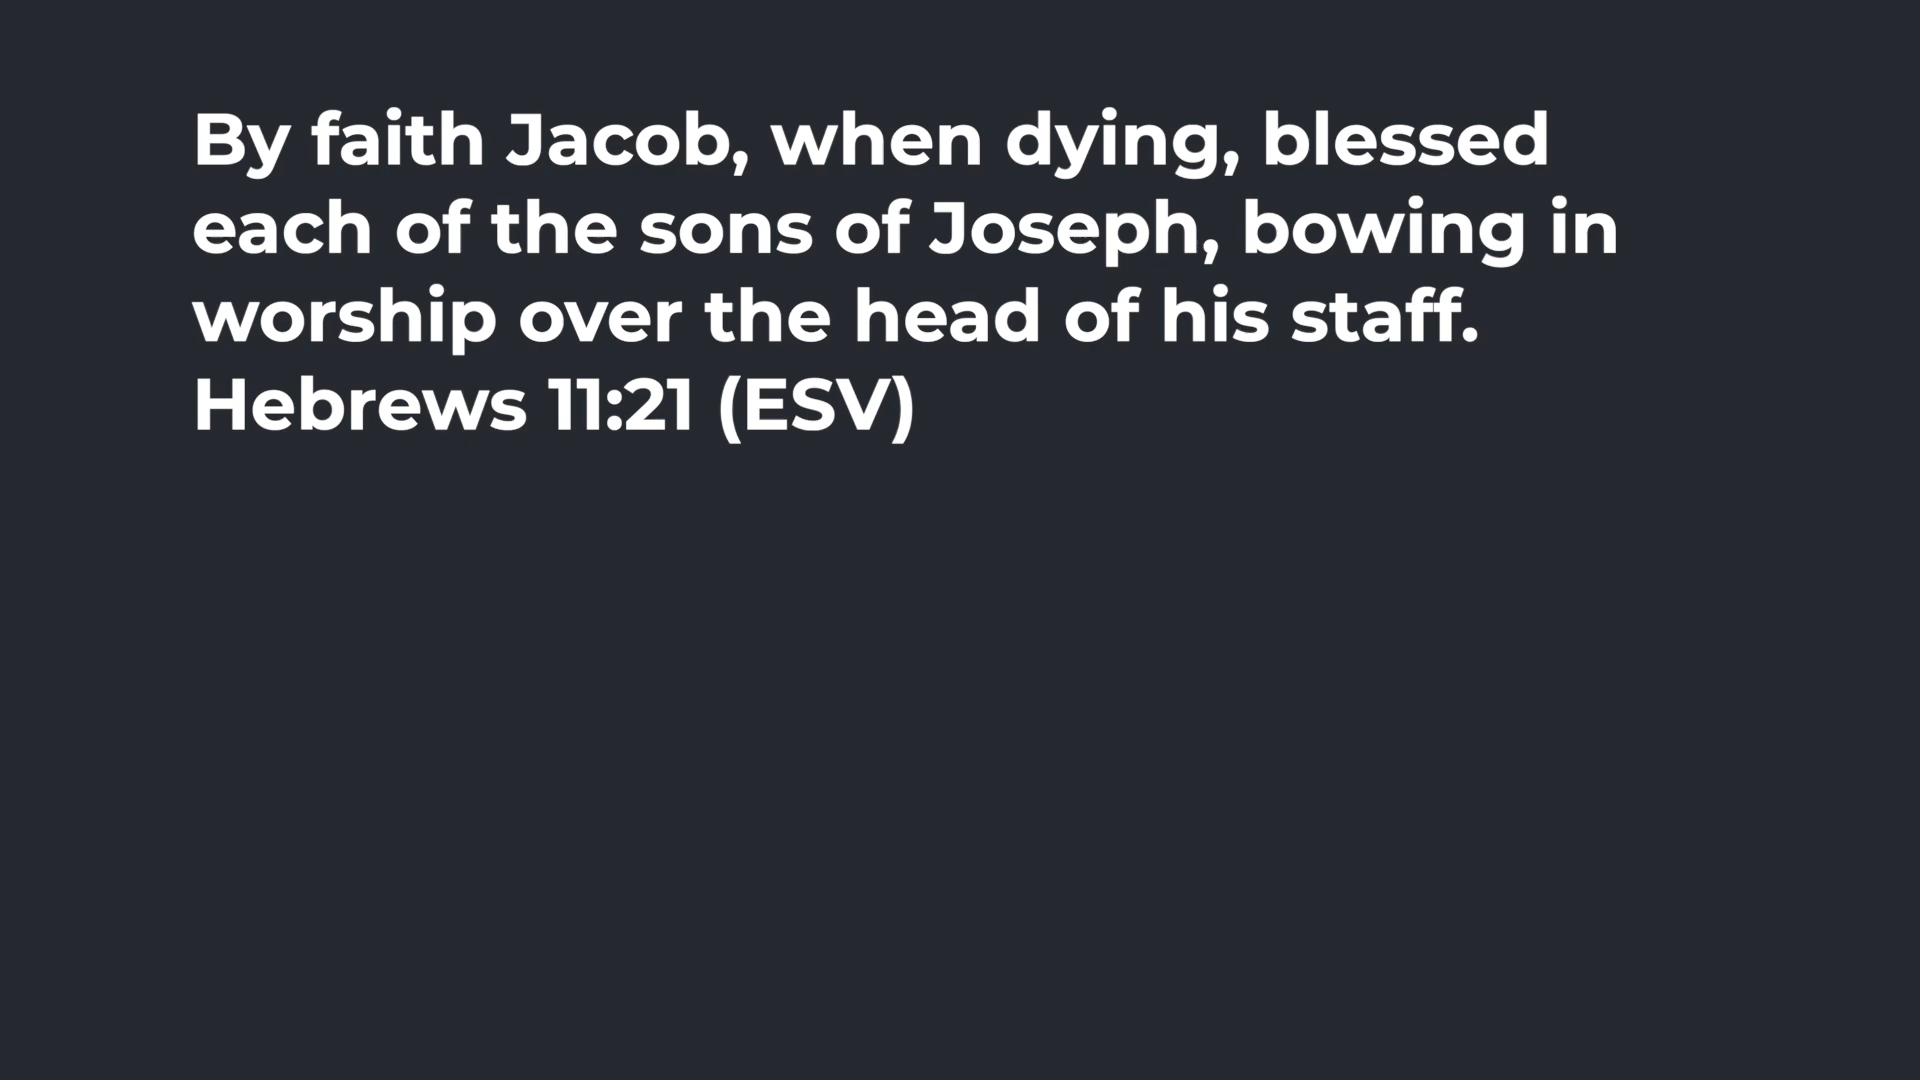 By faith Jacob, when dying, blessed
each of the sons of Joseph, bowing in
worship over the head of his staff.
Hebrews 11:21 (ESV)